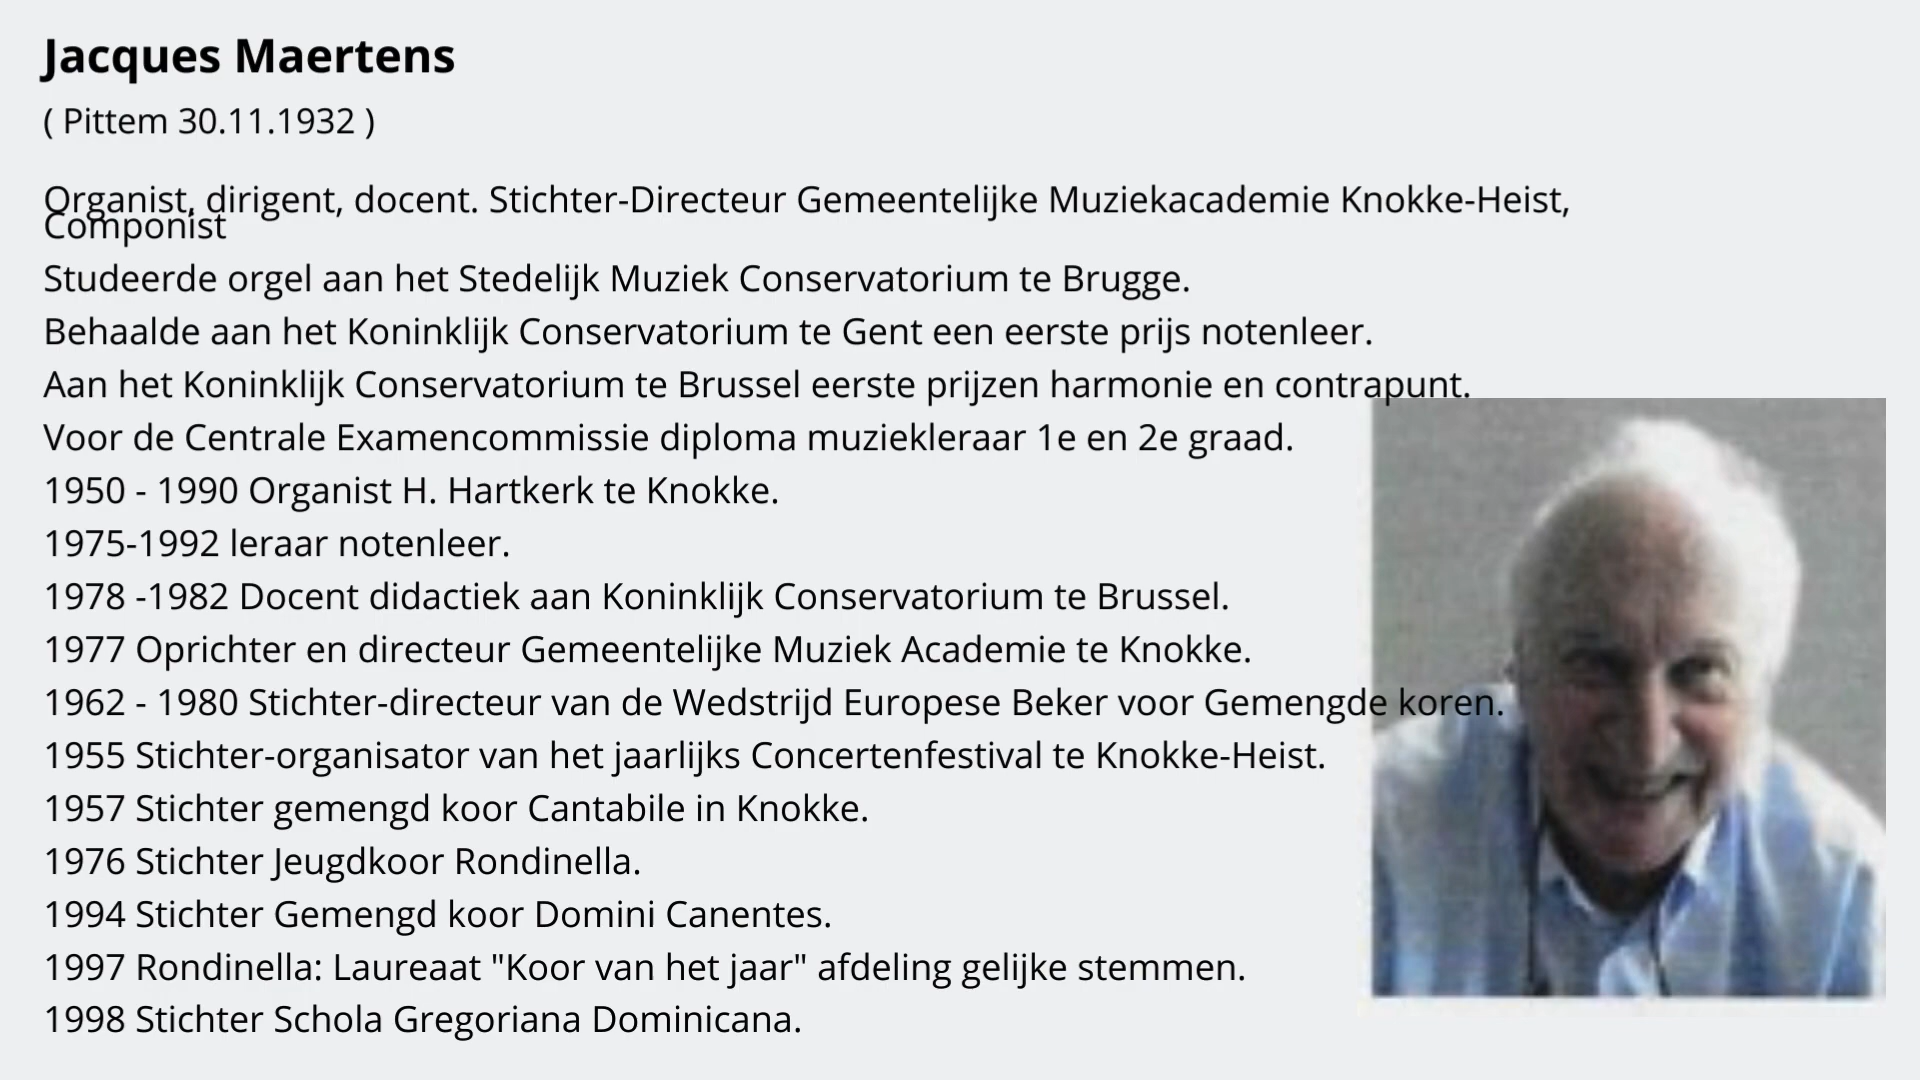 Jacques Maertens
( Pittem 30.11.1932 )
Organist, dirigent, docent. Stichter-Directeur Gemeentelijke Muziekacademie Knokke-Heist,
Componist
Studeerde orgel aan het Stedelijk Muziek Conservatorium te Brugge.
Behaalde aan het Koninklijk Conservatorium te Gent een eerste prijs notenleer.
Aan het Koninklijk Conservatorium te Brussel eerste prijzen harmonie en contrapunt.
Voor de Centrale Examencommissie diploma muziekleraar 1e en 2e graad.
1950 - 1990 Organist H. Hartkerk te Knokke.
1975-1992 leraar notenleer.
1978 -1982 Docent didactiek aan Koninklijk Conservatorium te Brussel.
1977 Oprichter en directeur Gemeentelijke Muziek Academie te Knokke.
1962 - 1980 Stichter-directeur van de Wedstrijd Europese Beker voor Gemengde koren.
1955 Stichter-organisator van het jaarlijks Concertenfestival te Knokke-Heist.
1957 Stichter gemengd koor Cantabile in Knokke.
1976 Stichter Jeugdkoor Rondinella.
1994 Stichter Gemengd koor Domini Canentes.
1997 Rondinella: Laureaat "Koor van het jaar" afdeling gelijke stemmen.
1998 Stichter Schola Gregoriana Dominicana.